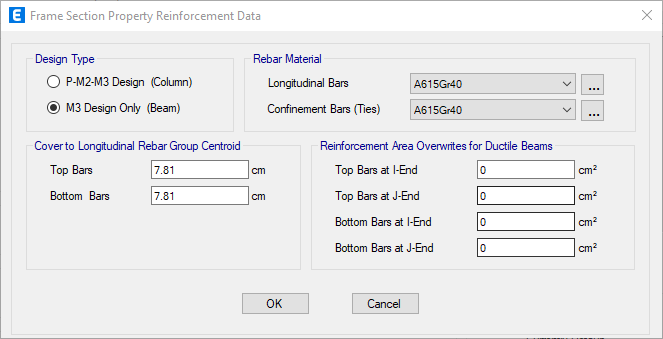 E Frame Section Property Reinforcement Data
Design Type
P-M2-M3 Design (Column)
M3 Design Only (Beam)
Rebar Material
Longitudinal Bars A615Gr40 ...
Confinement Bars (Ties) A615Gr40 ...
Cover to Longitudinal Rebar Group Centroid
Top Bars 7.81 cm
Bottom Bars 7.81 cm
Reinforcement Area Overwrites for Ductile Beams
Top Bars at I-End 0 cm²
Top Bars at J-End 0 cm²
Bottom Bars at I-End 0 cm²
Bottom Bars at J-End 0 cm²
OK Cancel